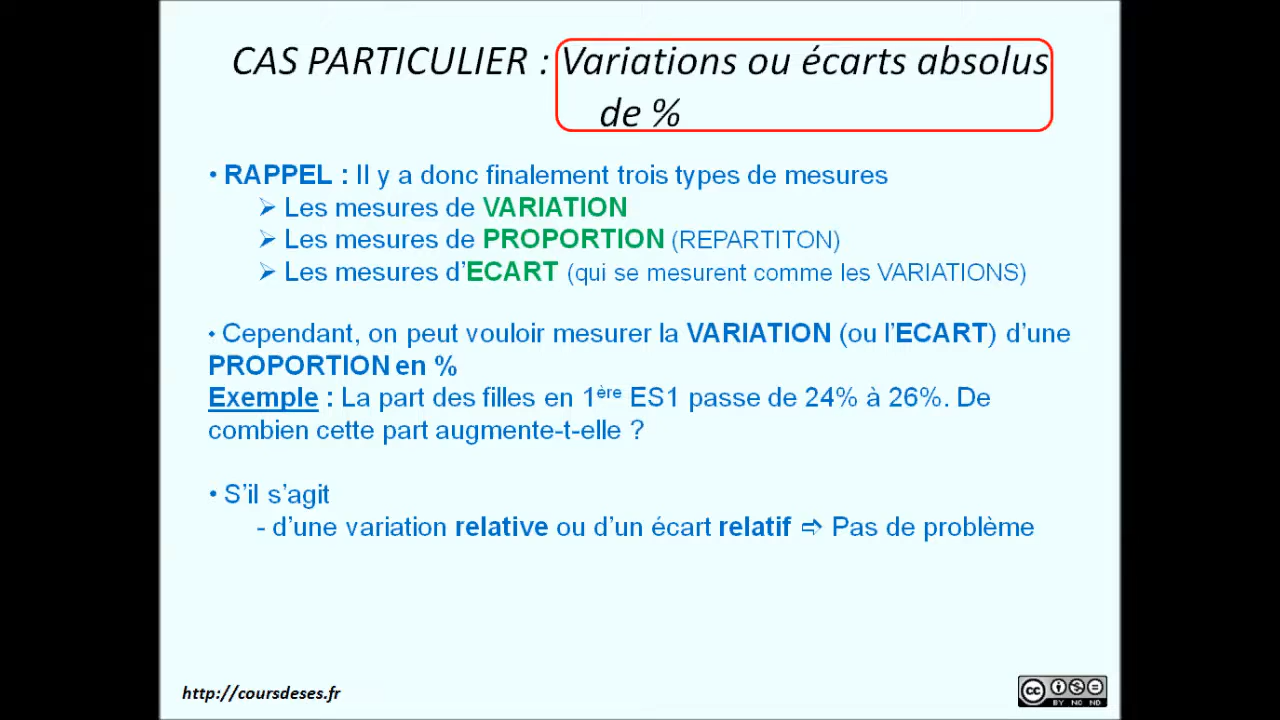 CAS PARTICULIER : Variations ou écarts absolus
de %
• RAPPEL : Il y a donc finalement trois types de mesures
➢ Les mesures de VARIATION
➢ Les mesures de PROPORTION (REPARTITON)
➢ Les mesures d'ECART (qui se mesurent comme les VARIATIONS)
• Cependant, on peut vouloir mesurer la VARIATION (ou l'ECART) d'une
PROPORTION en %
Exemple : La part des filles en 1ère ES1 passe de 24% à 26%. De
combien cette part augmente-t-elle ?
• S'il s'agit
- d'une variation relative ou d'un écart relatif ⇨ Pas de problème
http://coursdeses.fr
cc
BY NC ND